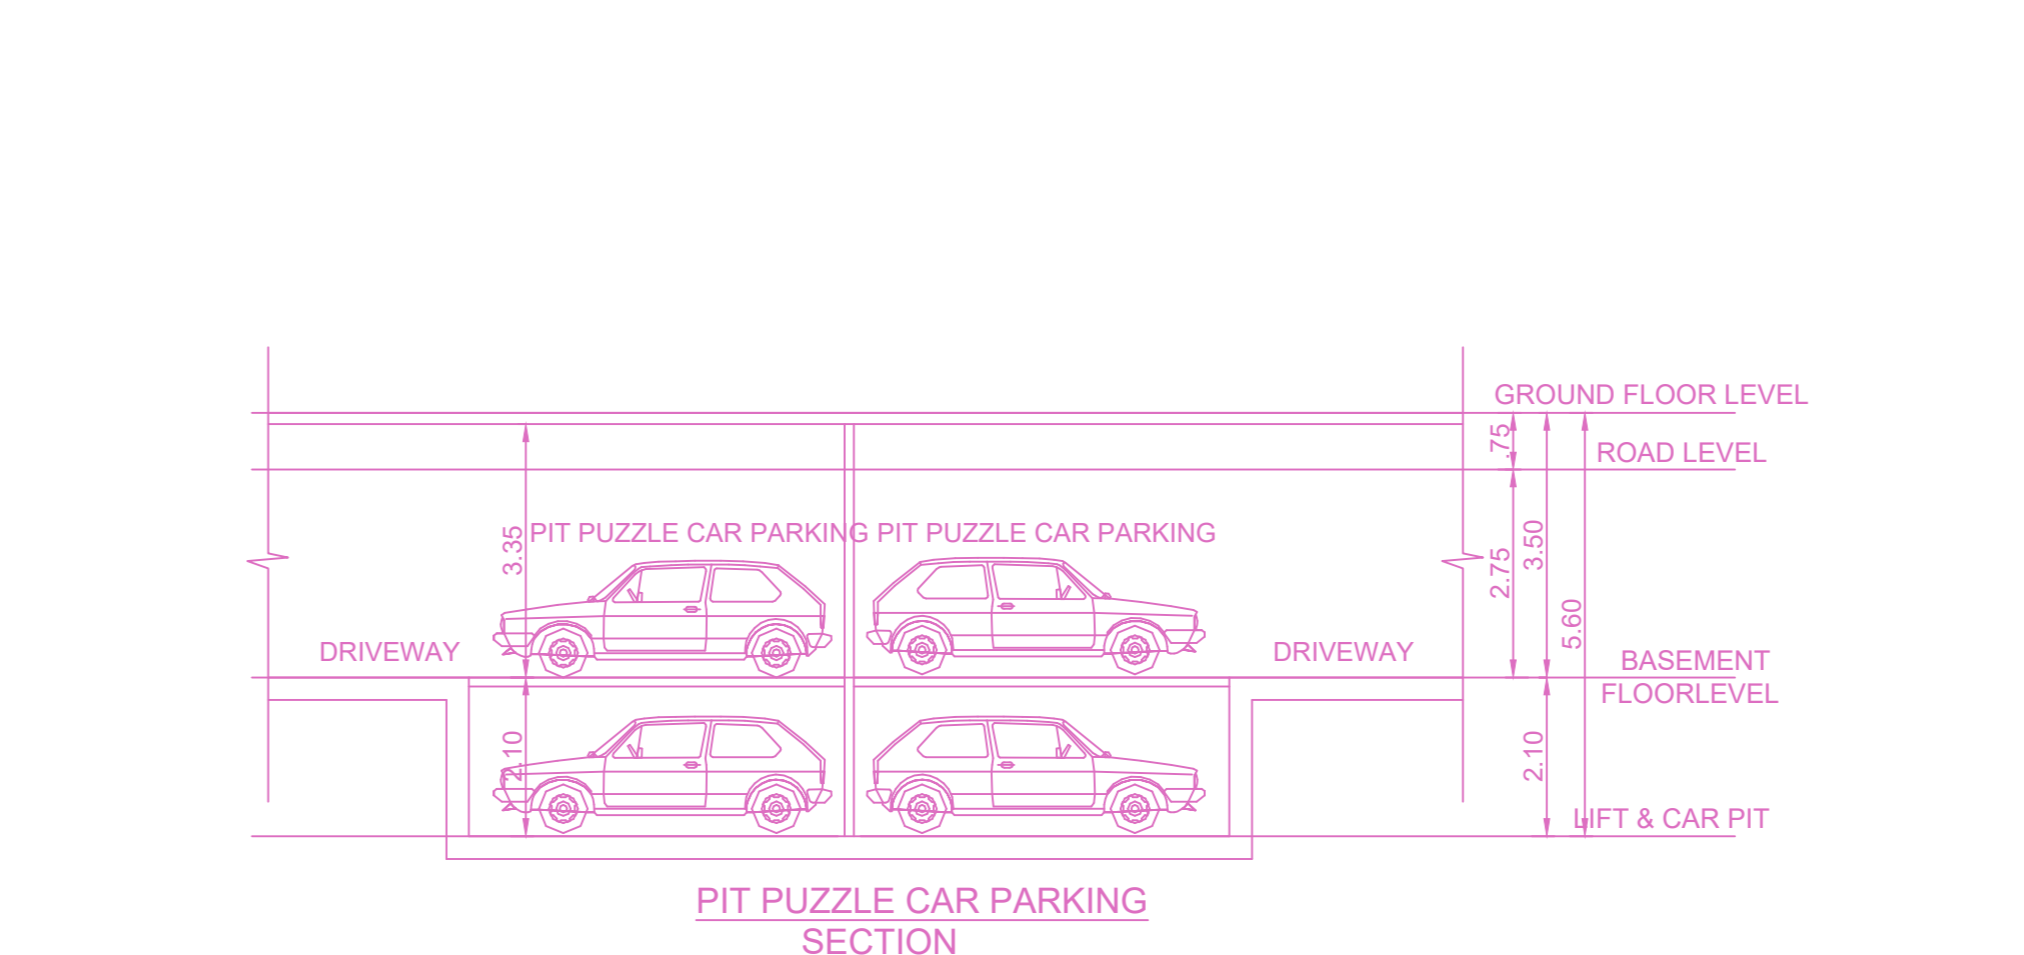 GROUND FLOOR LEVEL
.75
ROAD LEVEL
3.35
PIT PUZZLE CAR PARKING
PIT PUZZLE CAR PARKING
2.75
3.50
5.60
DRIVEWAY
DRIVEWAY
BASEMENT
FLOORLEVEL
2.10
2.10
LIFT & CAR PIT
PIT PUZZLE CAR PARKING
SECTION